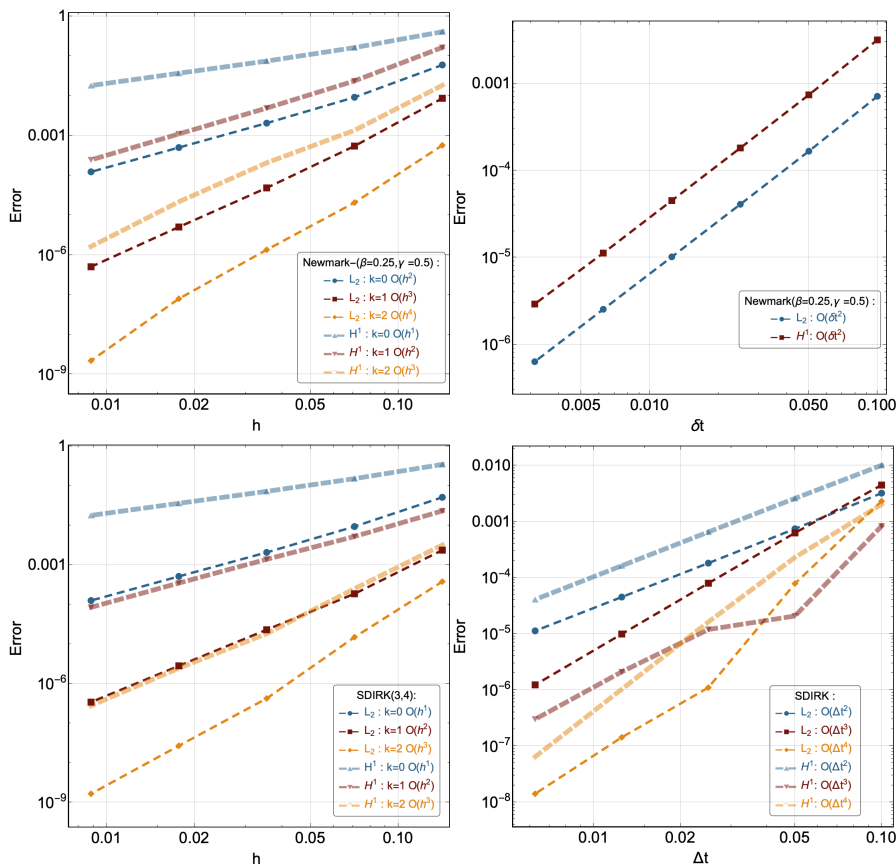 1
0.001
10⁻⁶
10⁻⁹
Error
0.01
0.02
0.05
0.10
h
Newmark-(β=0.25,γ =0.5) :
L₂ : k=0 O(h²)
L₂ : k=1 O(h³)
L₂ : k=2 O(h⁴)
H¹ : k=0 O(h¹)
H¹ : k=1 O(h²)
H¹ : k=2 O(h³)
0.001
10⁻⁴
10⁻⁵
10⁻⁶
Error
0.005
0.010
0.050
0.100
δt
Newmark(β=0.25,γ=0.5) :
L₂ : O(δt²)
H¹: O(δt²)
1
0.001
10⁻⁶
10⁻⁹
Error
0.01
0.02
0.05
0.10
h
SDIRK(3,4):
L₂ : k=0 O(h¹)
L₂ : k=1 O(h²)
L₂ : k=2 O(h³)
H¹ : k=0 O(h¹)
H¹ : k=1 O(h²)
H¹ : k=2 O(h³)
0.010
0.001
10⁻⁴
10⁻⁵
10⁻⁶
10⁻⁷
10⁻⁸
Error
0.01
0.02
0.05
0.10
Δt
SDIRK :
L₂ : O(Δt²)
L₂ : O(Δt³)
L₂ : O(Δt⁴)
H¹: O(Δt²)
H¹: O(Δt³)
H¹: O(Δt⁴)